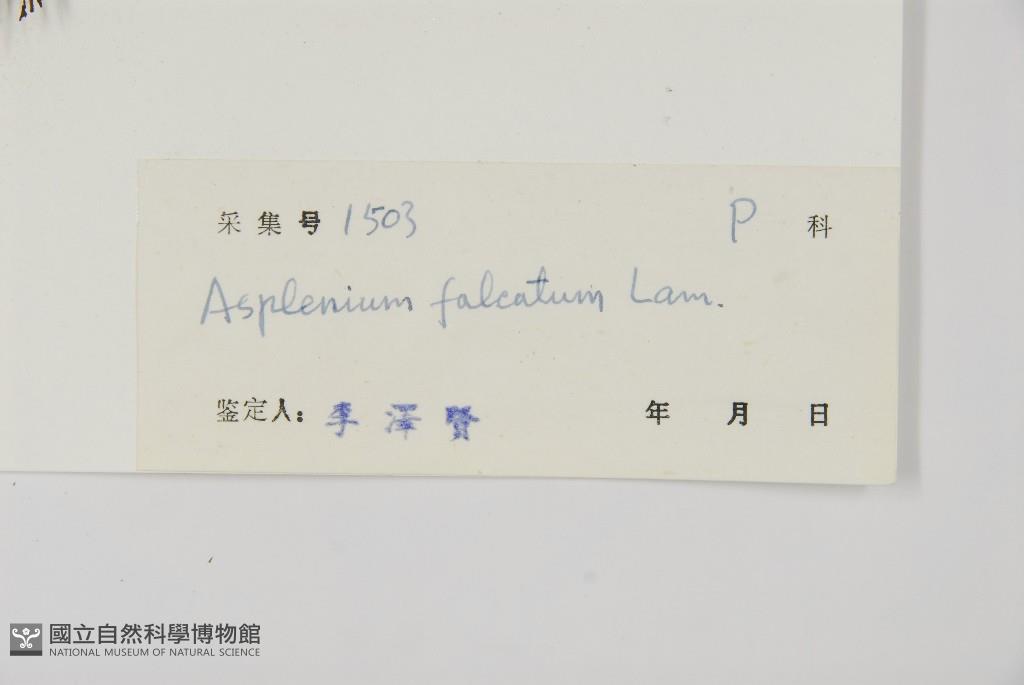 采集号 1503 P 科
Asplenium falcatum Lam.
鉴定人: 李澤賢 年 月 日
國立自然科學博物館
NATIONAL MUSEUM OF NATURAL SCIENCE